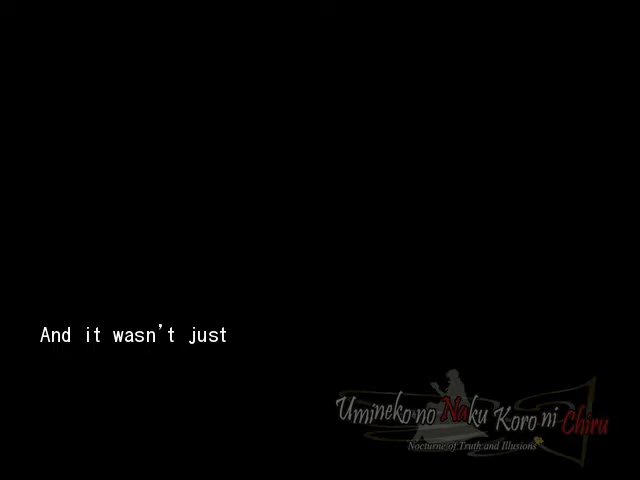 And it wasn't just
Umineko no Naku Koro ni Chiru
Nocturne of Truth and Illusions